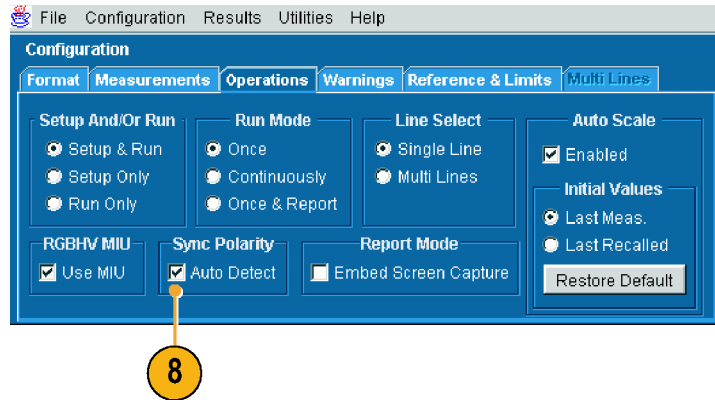 File Configuration Results Utilities Help
Configuration
Format Measurements Operations Warnings Reference & Limits Multi Lines
Setup And/Or Run
Setup & Run
Setup Only
Run Only
Run Mode
Once
Continuously
Once & Report
Line Select
Single Line
Multi Lines
Auto Scale
Enabled
Initial Values
Last Meas.
Last Recalled
Restore Default
RGBHV MIU
Use MIU
Sync Polarity
Auto Detect
Report Mode
Embed Screen Capture
8